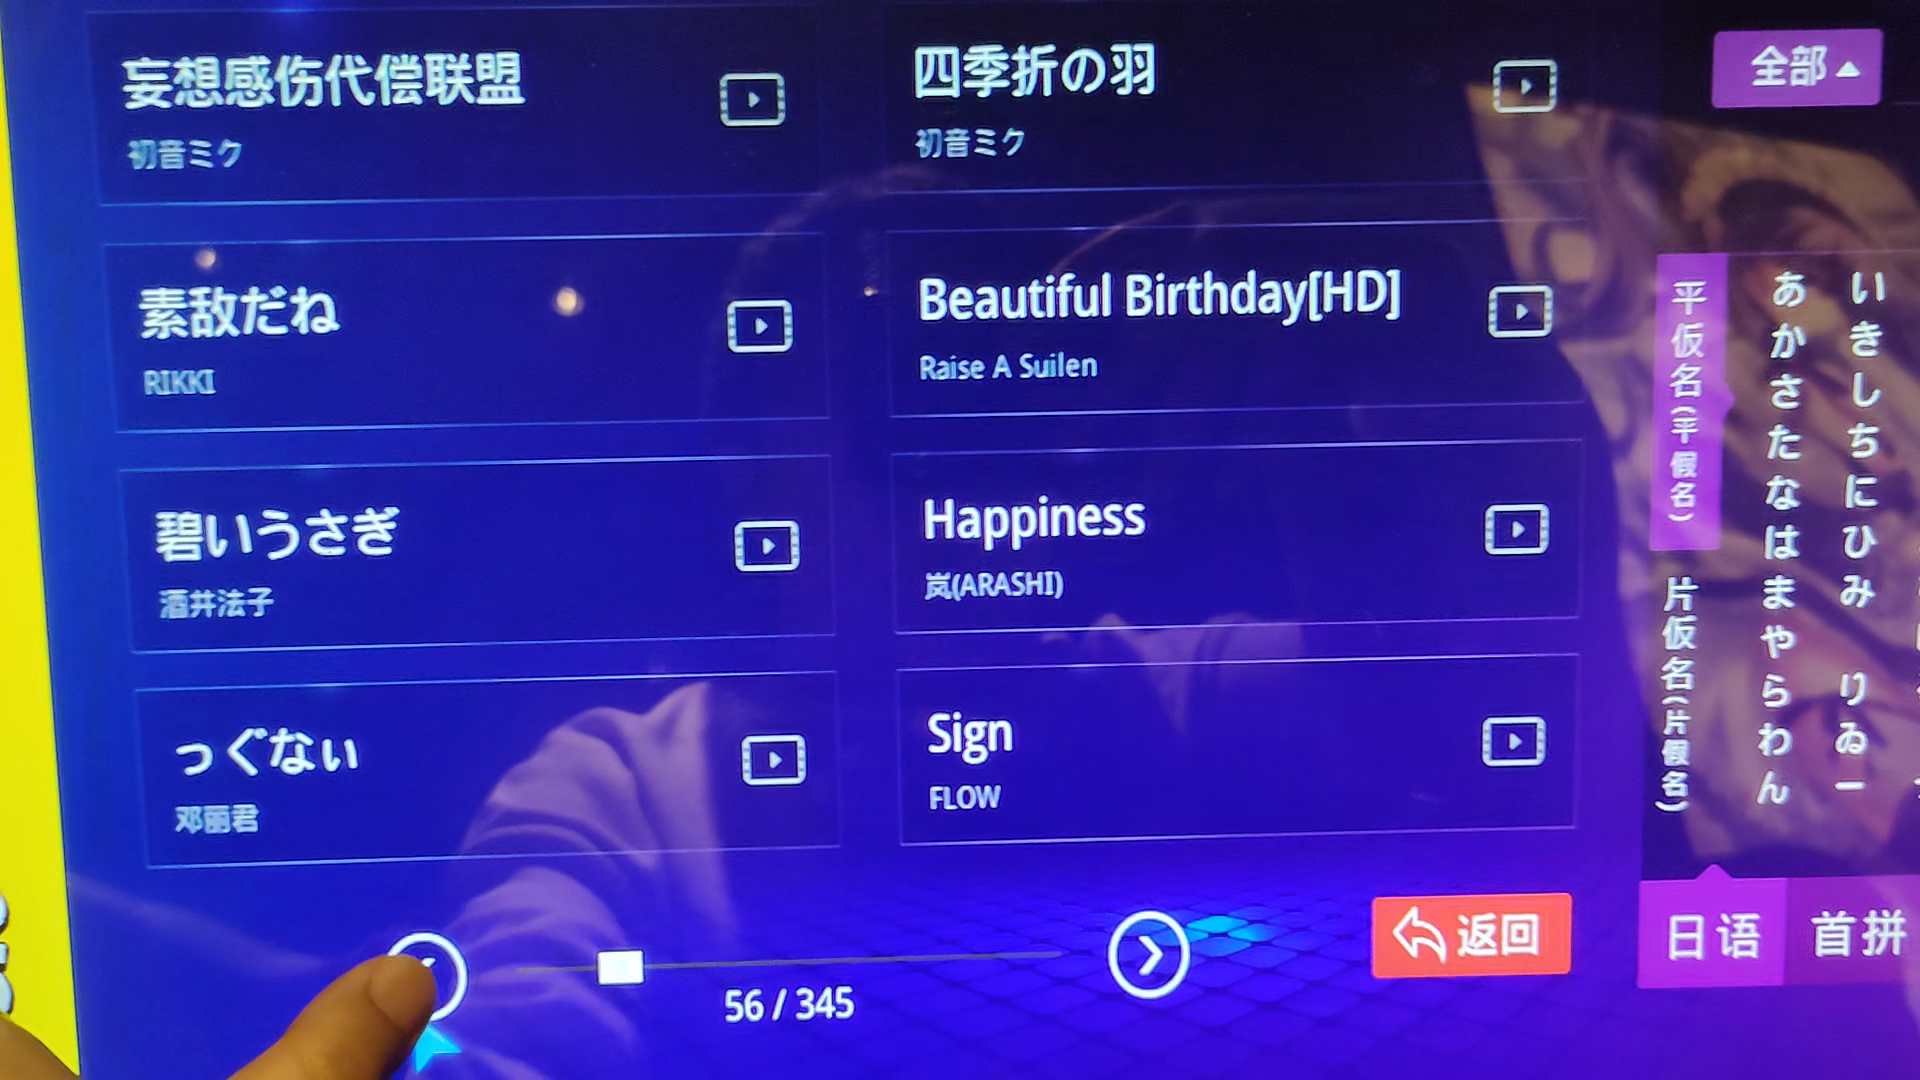 妄想感伤代偿联盟
初音ミク
四季折の羽
初音ミク
素敌だね
RIKKI
Beautiful Birthday[HD]
Raise A Suilen
碧いうさぎ
酒井法子
Happiness
岚(ARASHI)
っぐない
邓丽君
Sign
FLOW
56 / 345
返回
全部
平仮名(平假名)
片仮名(片假名)
あかさたなはまやらわん
いきしちにひみ りゐー
日语
首拼